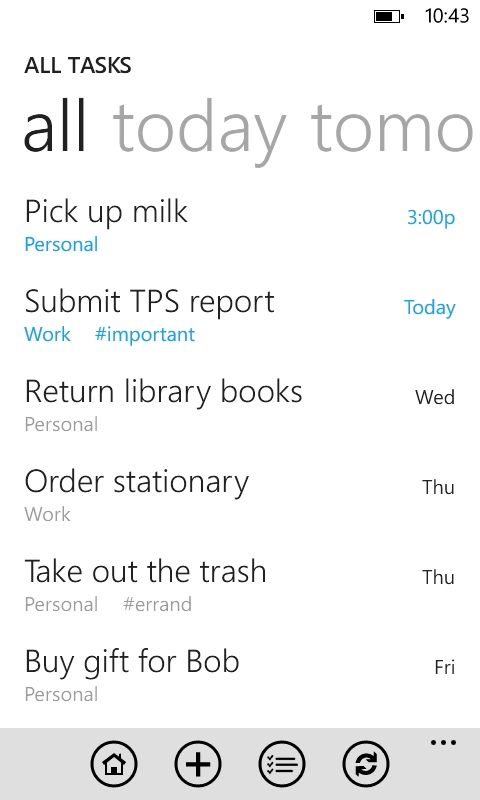 10:43
ALL TASKS
all today tomo
Pick up milk 3:00p
Personal
Submit TPS report Today
Work #important
Return library books Wed
Personal
Order stationary Thu
Work
Take out the trash Thu
Personal #errand
Buy gift for Bob Fri
Personal